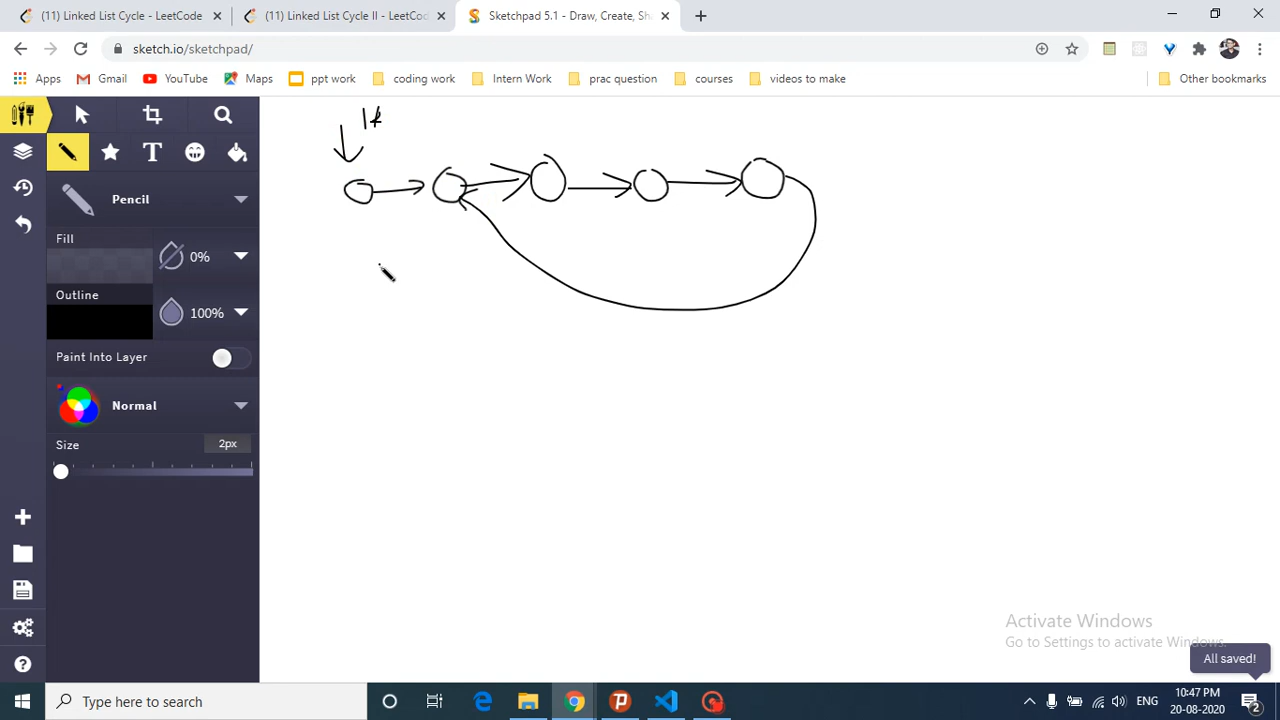 (11) Linked List Cycle - LeetCode
(11) Linked List Cycle II - LeetCod
Sketchpad 5.1 - Draw, Create, Sh
sketch.io/sketchpad/
Apps
Gmail
YouTube
Maps
ppt work
coding work
Intern Work
prac question
courses
videos to make
Other bookmarks
Pencil
Fill
0%
Outline
100%
Paint Into Layer
Normal
Size
2px
Activate Windows
Go to Settings to activate Windows.
All saved!
Type here to search
ENG
10:47 PM
20-08-2020
2